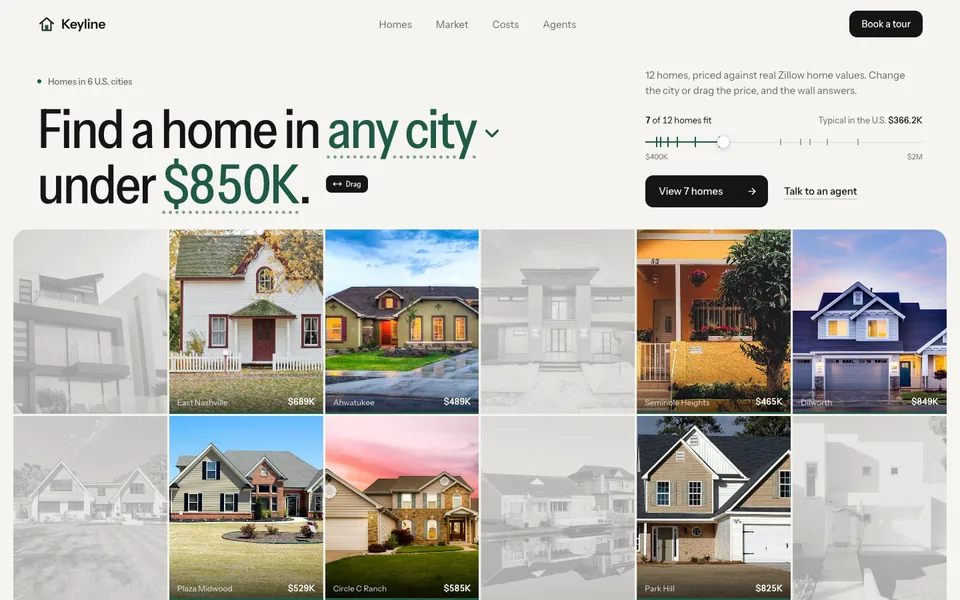 Keyline
Homes
Market
Costs
Agents
Book a tour
Homes in 6 U.S. cities
Find a home in any city
under $850K.
Drag
12 homes, priced against real Zillow home values. Change
the city or drag the price, and the wall answers.
7 of 12 homes fit
Typical in the U.S. $366.2K
$400K
$2M
View 7 homes
Talk to an agent
East Nashville
$689K
Ahwatukee
$489K
Seminole Heights
$465K
Dilworth
$849K
Plaza Midwood
$529K
Circle C Ranch
$585K
Park Hill
$825K